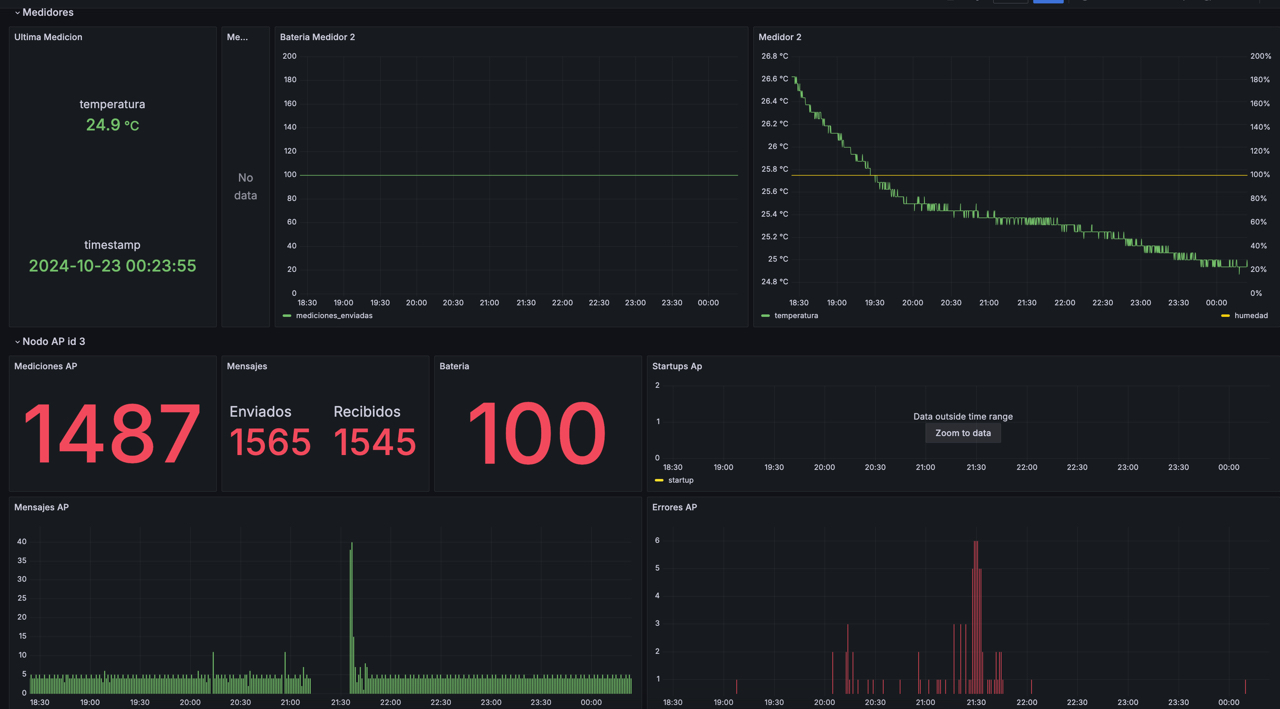 Medidores
Ultima Medicion
temperatura
24.9 °C
timestamp
2024-10-23 00:23:55
Me...
No
data
Bateria Medidor 2
200
180
160
140
120
100
80
60
40
20
0
18:30 19:00 19:30 20:00 20:30 21:00 21:30 22:00 22:30 23:00 23:30 00:00
mediciones_enviadas
Medidor 2
26.8 °C 200%
26.6 °C 180%
26.4 °C 160%
26.2 °C 140%
26 °C 120%
25.8 °C 100%
25.6 °C 80%
25.4 °C 60%
25.2 °C 40%
25 °C 20%
24.8 °C 0%
18:30 19:00 19:30 20:00 20:30 21:00 21:30 22:00 22:30 23:00 23:30 00:00
temperatura humedad
Nodo AP id 3
Mediciones AP
1487
Mensajes
Enviados Recibidos
1565 1545
Bateria
100
Startups Ap
2
1
0
Data outside time range
Zoom to data
18:30 19:00 19:30 20:00 20:30 21:00 21:30 22:00 22:30 23:00 23:30 00:00
startup
Mensajes AP
40
35
30
25
20
15
10
5
0
18:30 19:00 19:30 20:00 20:30 21:00 21:30 22:00 22:30 23:00 23:30 00:00
Errores AP
6
5
4
3
2
1
18:30 19:00 19:30 20:00 20:30 21:00 21:30 22:00 22:30 23:00 23:30 00:00